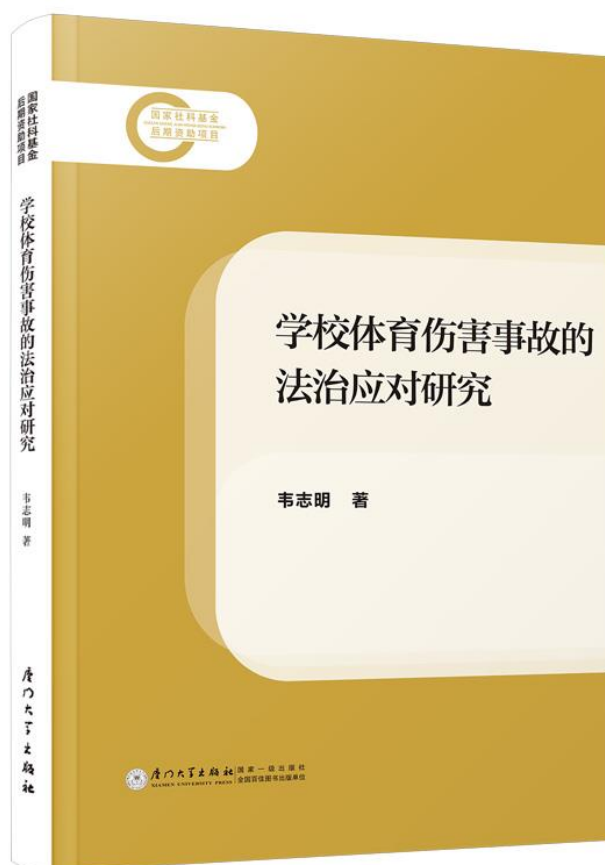 国家社科基金
后期资助项目
学校体育伤害事故的法治应对研究
韦志明 著
厦门大学出版社
国家社科基金
后期资助项目
学校体育伤害事故的
法治应对研究
韦志明 著
厦门大学出版社
XIAMEN UNIVERSITY PRESS
国家一级出版社
全国百佳图书出版单位